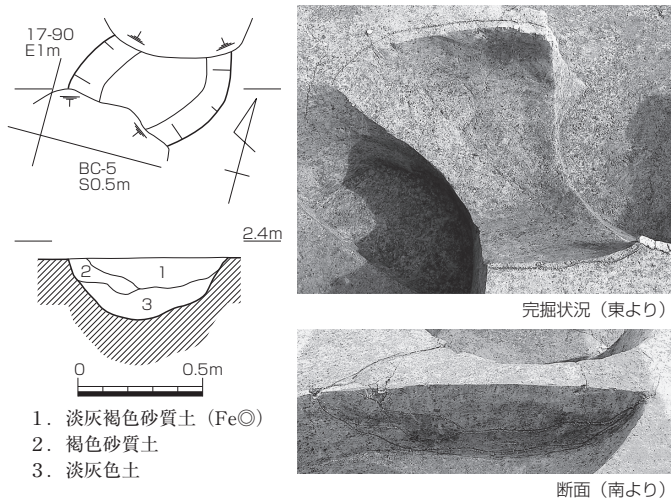 17-90
E1m
BC-5
S0.5m
2.4m
1
2
3
0 0.5m
1. 淡灰褐色砂質土（Fe◎）
2. 褐色砂質土
3. 淡灰色土
完掘状況（東より）
断面（南より）